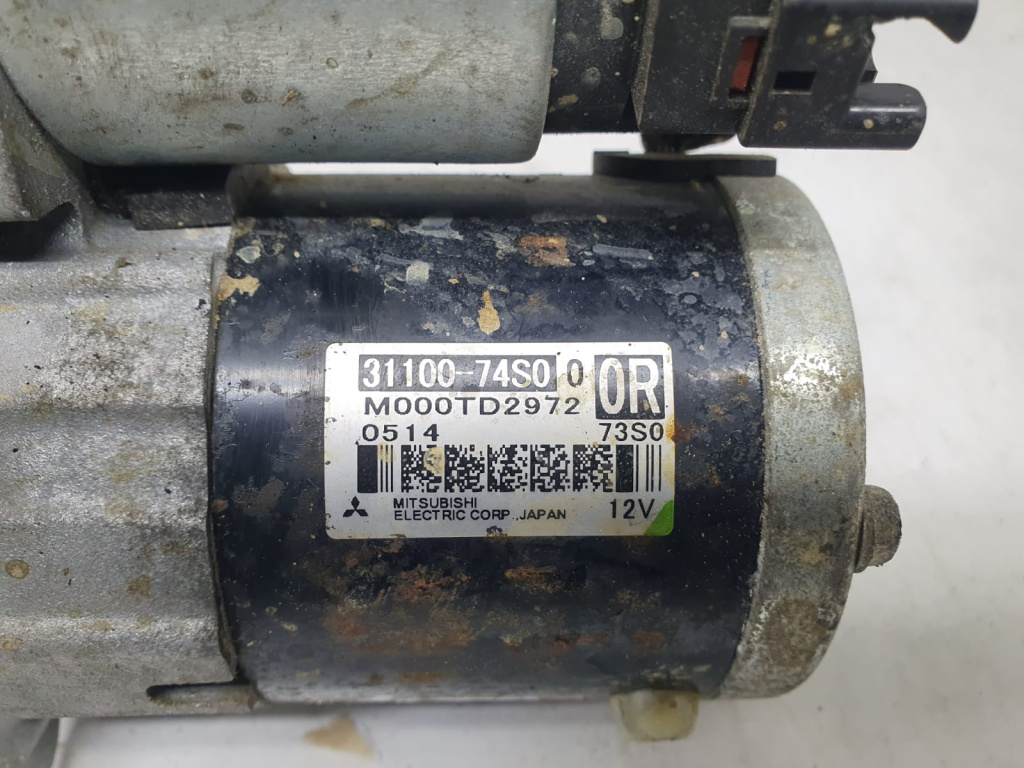 31100-74S0 0 0R
M000TD2972
0514 73S0
MITSUBISHI
ELECTRIC CORP.,JAPAN 12V